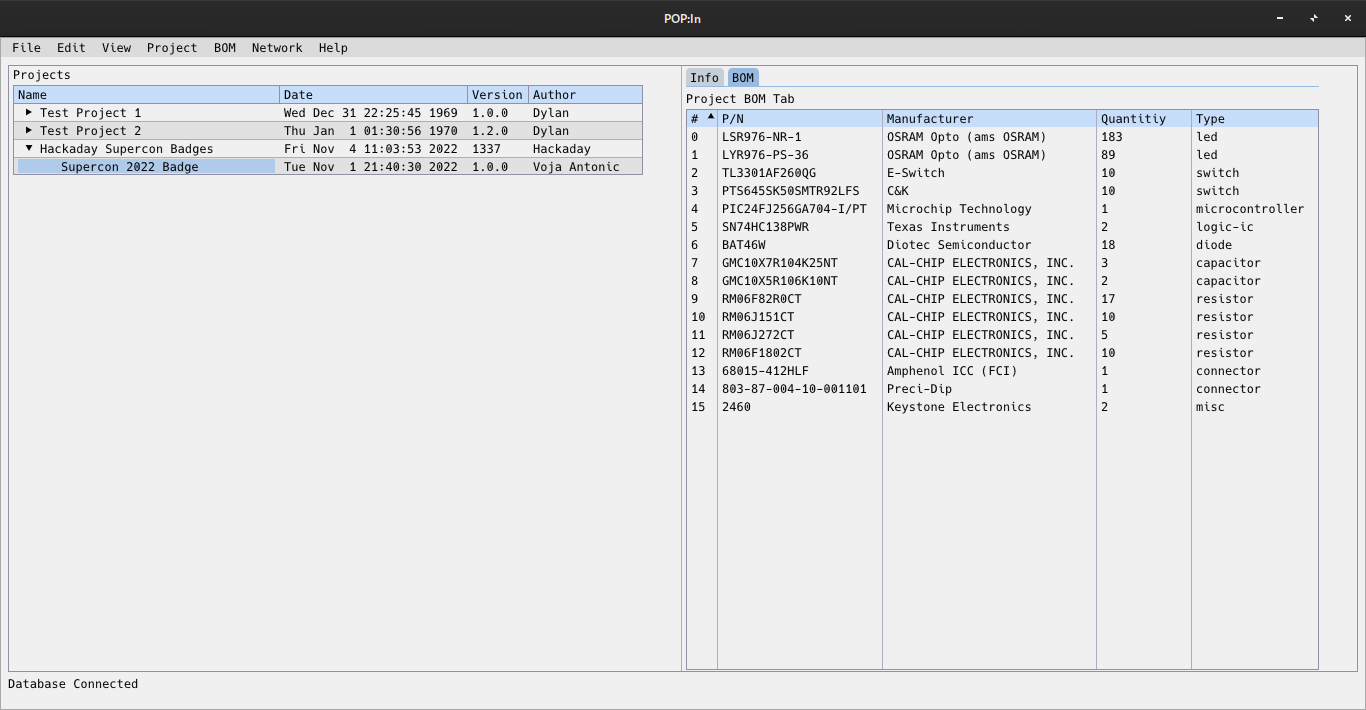 POP:In
File Edit View Project BOM Network Help
Projects
Name Date Version Author
Test Project 1 Wed Dec 31 22:25:45 1969 1.0.0 Dylan
Test Project 2 Thu Jan 1 01:30:56 1970 1.2.0 Dylan
Hackaday Supercon Badges Fri Nov 4 11:03:53 2022 1337 Hackaday
Supercon 2022 Badge Tue Nov 1 21:40:30 2022 1.0.0 Voja Antonic
Info BOM
Project BOM Tab
# P/N Manufacturer Quantitiy Type
0 LSR976-NR-1 OSRAM Opto (ams OSRAM) 183 led
1 LYR976-PS-36 OSRAM Opto (ams OSRAM) 89 led
2 TL3301AF260QG E-Switch 10 switch
3 PTS645SK50SMTR92LFS C&K 10 switch
4 PIC24FJ256GA704-I/PT Microchip Technology 1 microcontroller
5 SN74HC138PWR Texas Instruments 2 logic-ic
6 BAT46W Diotec Semiconductor 18 diode
7 GMC10X7R104K25NT CAL-CHIP ELECTRONICS, INC. 3 capacitor
8 GMC10X5R106K10NT CAL-CHIP ELECTRONICS, INC. 2 capacitor
9 RM06F82R0CT CAL-CHIP ELECTRONICS, INC. 17 resistor
10 RM06J151CT CAL-CHIP ELECTRONICS, INC. 10 resistor
11 RM06J272CT CAL-CHIP ELECTRONICS, INC. 5 resistor
12 RM06F1802CT CAL-CHIP ELECTRONICS, INC. 10 resistor
13 68015-412HLF Amphenol ICC (FCI) 1 connector
14 803-87-004-10-001101 Preci-Dip 1 connector
15 2460 Keystone Electronics 2 misc
Database Connected